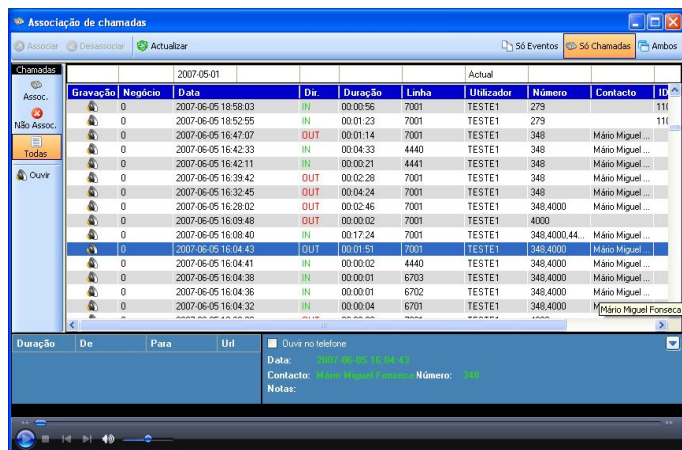 Associação de chamadas
Associar Desassociar Actualizar Só Eventos Só Chamadas Ambos
Chamadas 2007-05-01 Actual
Gravação Negócio Data Dir. Duração Linha Utilizador Número Contacto ID
Assoc.
Não Assoc.
Todas
Ouvir
0 2007-06-05 18:58:03 IN 00:00:56 7001 TESTE1 279 110
0 2007-06-05 18:52:55 IN 00:01:23 7001 TESTE1 279 110
0 2007-06-05 16:47:07 OUT 00:01:14 7001 TESTE1 348 Mário Miguel ...
0 2007-06-05 16:42:33 IN 00:04:33 4440 TESTE1 348 Mário Miguel ...
0 2007-06-05 16:42:11 IN 00:00:21 4441 TESTE1 348 Mário Miguel ...
0 2007-06-05 16:39:42 OUT 00:02:28 7001 TESTE1 348 Mário Miguel ...
0 2007-06-05 16:32:45 OUT 00:04:24 7001 TESTE1 348 Mário Miguel ...
0 2007-06-05 16:28:02 OUT 00:02:46 7001 TESTE1 348,4000 Mário Miguel ...
0 2007-06-05 16:09:48 OUT 00:00:02 7001 TESTE1 4000
0 2007-06-05 16:08:40 IN 00:17:24 7001 TESTE1 348,4000,44... Mário Miguel ...
0 2007-06-05 16:04:43 OUT 00:01:51 7001 TESTE1 348,4000 Mário Miguel ...
0 2007-06-05 16:04:41 IN 00:00:02 4440 TESTE1 348,4000 Mário Miguel ...
0 2007-06-05 16:04:38 IN 00:00:01 6703 TESTE1 348,4000 Mário Miguel ...
0 2007-06-05 16:04:36 IN 00:00:01 6702 TESTE1 348,4000 Mário Miguel ...
0 2007-06-05 16:04:32 IN 00:00:04 6701 TESTE1 348,4000
Mário Miguel Fonseca
Duração De Para Url
Ouvir no telefone
Data: 2007-06-05 16:04:43
Contacto: Mário Miguel Fonseca Número: 348
Notas: